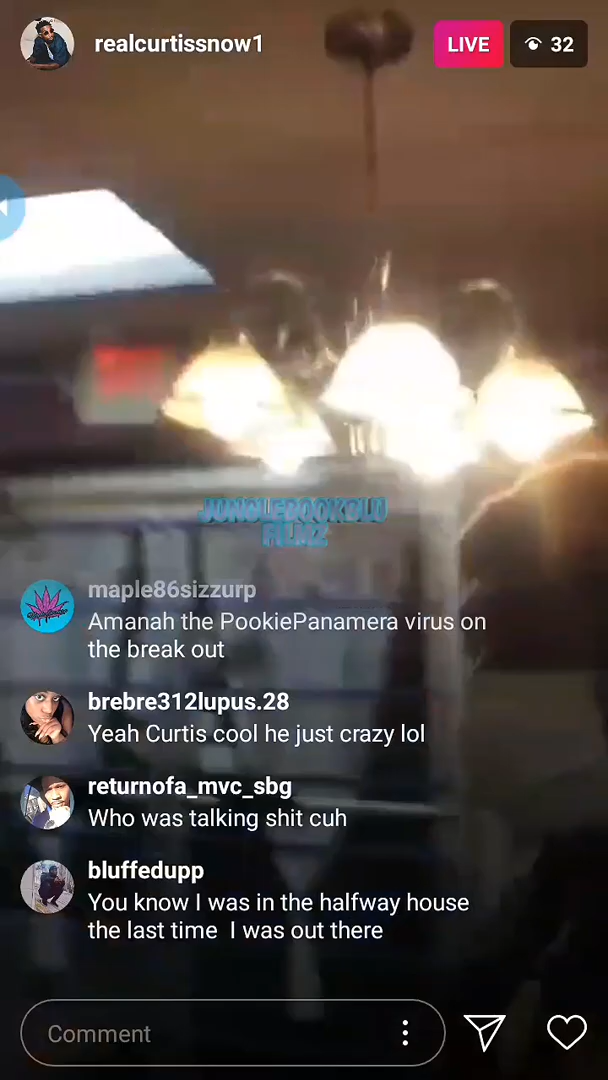 realcurtissnow1
LIVE
32
JUNGLEBOOKGLU
FILMZ
maple86sizzurp
Amanah the PookiePanamera virus on
the break out
brebre312lupus.28
Yeah Curtis cool he just crazy lol
returnofa_mvc_sbg
Who was talking shit cuh
bluffedupp
You know I was in the halfway house
the last time I was out there
Comment